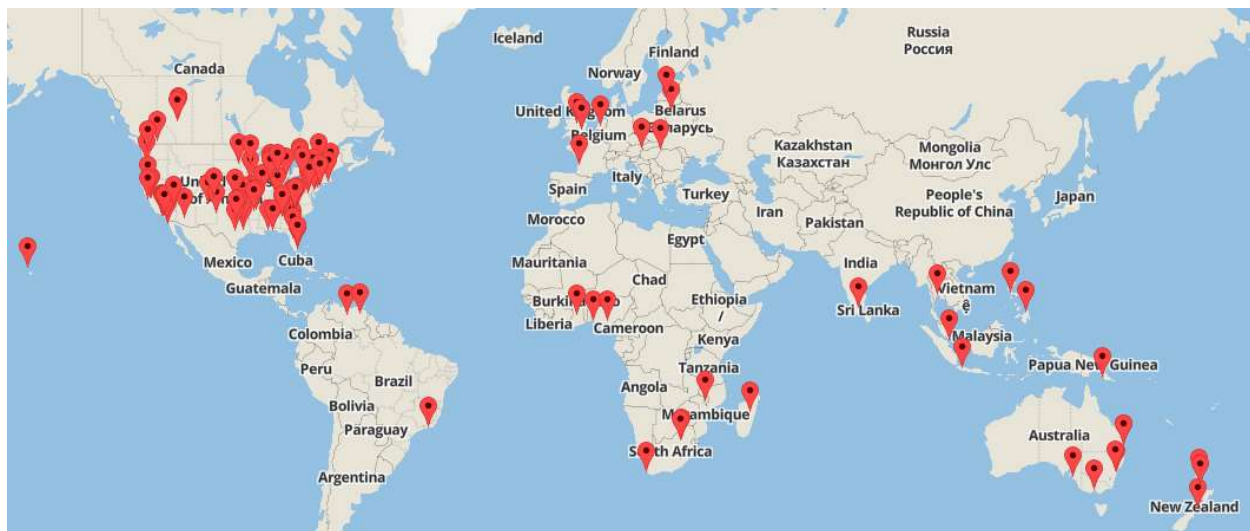 Iceland
Russia
Россия
Finland
Canada
Norway
United Kingdom
Belarus
Беларусь
Belgium
Kazakhstan
Казахстан
Mongolia
Монгол Улс
Italy
Spain
Turkey
People's
Republic of China
Japan
Iran
Pakistan
Morocco
Egypt
Mexico
Cuba
Mauritania
India
Guatemala
Chad
Vietnam
Ethiopia
/
Sri Lanka
Liberia
Cameroon
Colombia
Kenya
Malaysia
Peru
Tanzania
Papua New Guinea
Brazil
Angola
Bolivia
Mozambique
Paraguay
Australia
South Africa
Argentina
New Zealand